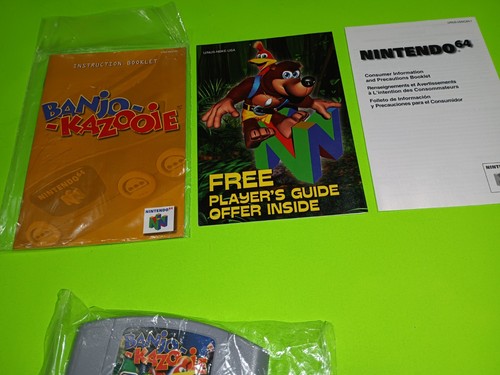 INSTRUCTION BOOKLET
BANJO-
-KAZOOIE
NINTENDO64
NINTENDO64
FREE
PLAYER'S GUIDE
OFFER INSIDE
NINTENDO64
Consumer Information
and Precautions Booklet
Renseignements et Avertissements
à L'intention des Consommateurs
Folleto de Información
y Precauciones para el Consumidor
BANJO-
-KAZOOIE